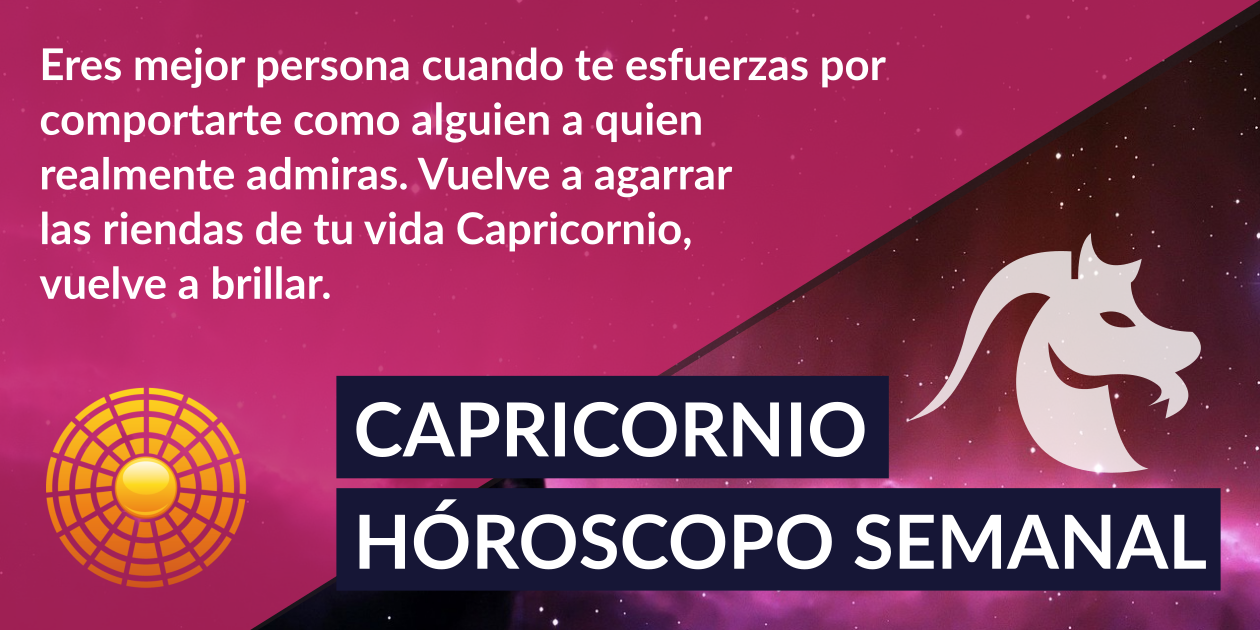 Eres mejor persona cuando te esfuerzas por
comportarte como alguien a quien
realmente admiras. Vuelve a agarrar
las riendas de tu vida Capricornio,
vuelve a brillar.
CAPRICORNIO
HÓROSCOPO SEMANAL